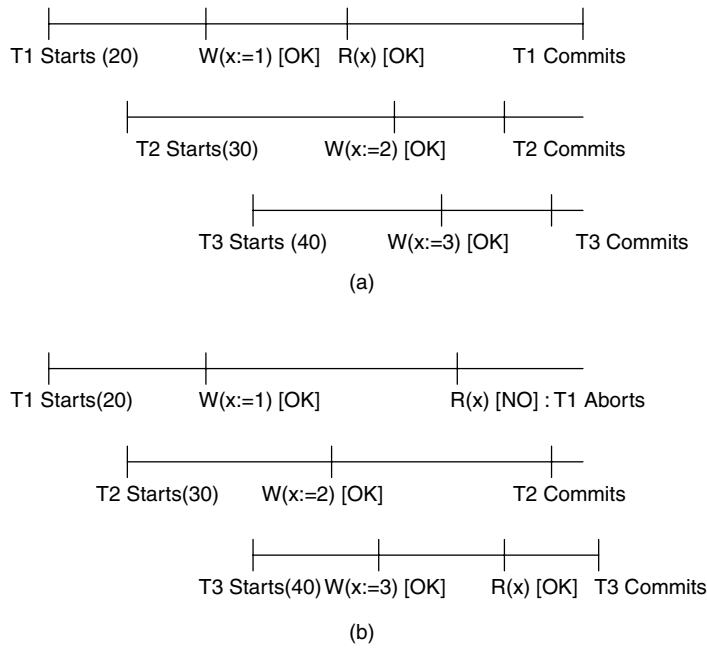 T1 Starts (20) W(x:=1) [OK] R(x) [OK] T1 Commits
T2 Starts(30) W(x:=2) [OK] T2 Commits
T3 Starts (40) W(x:=3) [OK] T3 Commits
(a)
T1 Starts(20) W(x:=1) [OK] R(x) [NO] : T1 Aborts
T2 Starts(30) W(x:=2) [OK] T2 Commits
T3 Starts(40) W(x:=3) [OK] R(x) [OK] T3 Commits
(b)